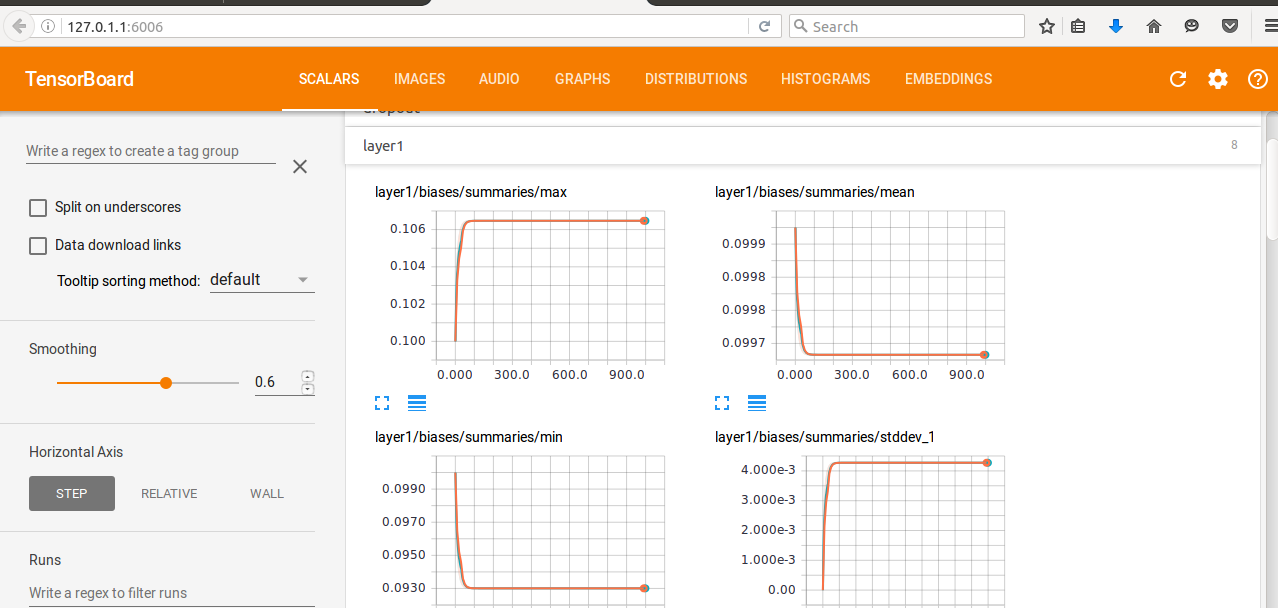 127.0.1.1:6006
Search
TensorBoard
SCALARS
IMAGES
AUDIO
GRAPHS
DISTRIBUTIONS
HISTOGRAMS
EMBEDDINGS
Write a regex to create a tag group
Split on underscores
Data download links
Tooltip sorting method: default
Smoothing
0.6
Horizontal Axis
STEP
RELATIVE
WALL
Runs
Write a regex to filter runs
dropout
layer1
8
layer1/biases/summaries/max
0.106
0.104
0.102
0.100
0.000 300.0 600.0 900.0
layer1/biases/summaries/mean
0.0999
0.0998
0.0998
0.0997
0.000 300.0 600.0 900.0
layer1/biases/summaries/min
0.0990
0.0970
0.0950
0.0930
layer1/biases/summaries/stddev_1
4.000e-3
3.000e-3
2.000e-3
1.000e-3
0.00